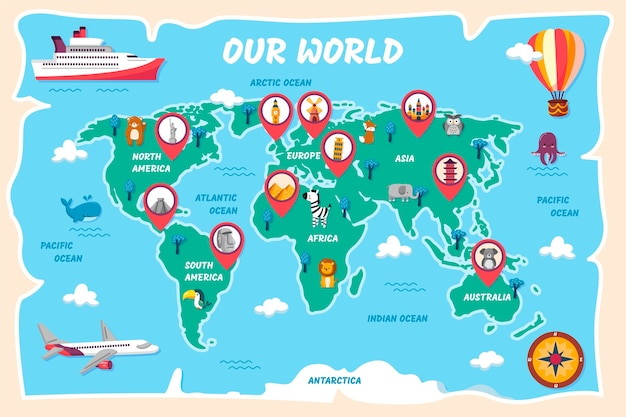 OUR WORLD
ARCTIC OCEAN
NORTH
AMERICA
EUROPE
ASIA
ATLANTIC
OCEAN
PACIFIC
OCEAN
PACIFIC
OCEAN
AFRICA
SOUTH
AMERICA
AUSTRALIA
INDIAN OCEAN
ANTARCTICA